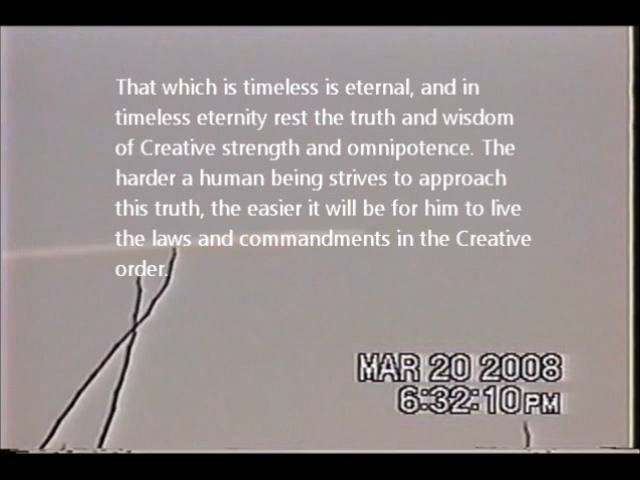 That which is timeless is eternal, and in
timeless eternity rest the truth and wisdom
of Creative strength and omnipotence. The
harder a human being strives to approach
this truth, the easier it will be for him to live
the laws and commandments in the Creative
order.
MAR 20 2008
6:32:10PM